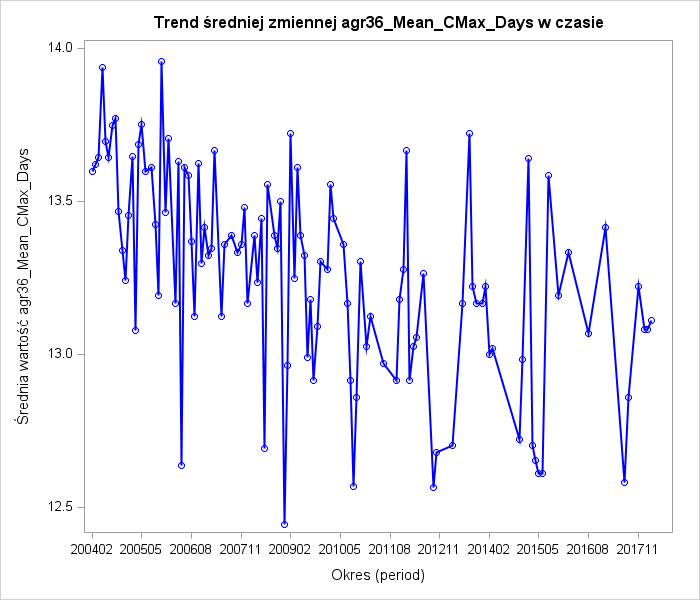 Trend średniej zmiennej agr36_Mean_CMax_Days w czasie
Średnia wartość agr36_Mean_CMax_Days
14.0
13.5
13.0
12.5
200402 200505 200608 200711 200902 201005 201108 201211 201402 201505 201608 201711
Okres (period)